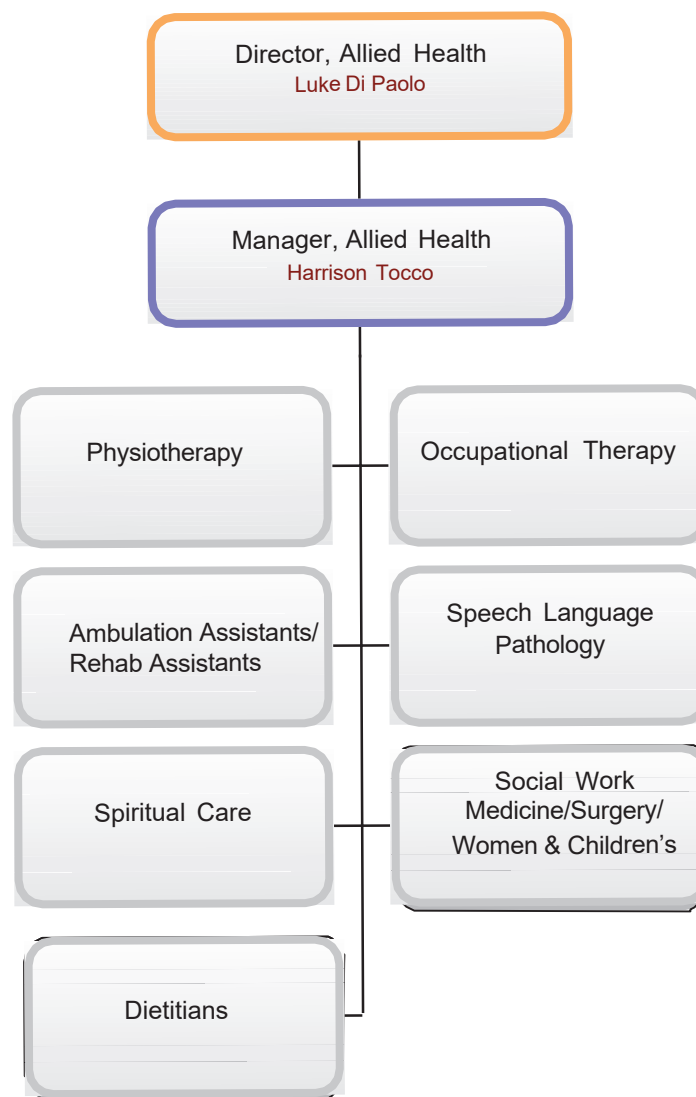 Director, Allied Health
Luke Di Paolo
Manager, Allied Health
Harrison Tocco
Physiotherapy
Occupational Therapy
Ambulation Assistants/
Rehab Assistants
Speech Language
Pathology
Spiritual Care
Social Work
Medicine/Surgery/
Women & Children’s
Dietitians